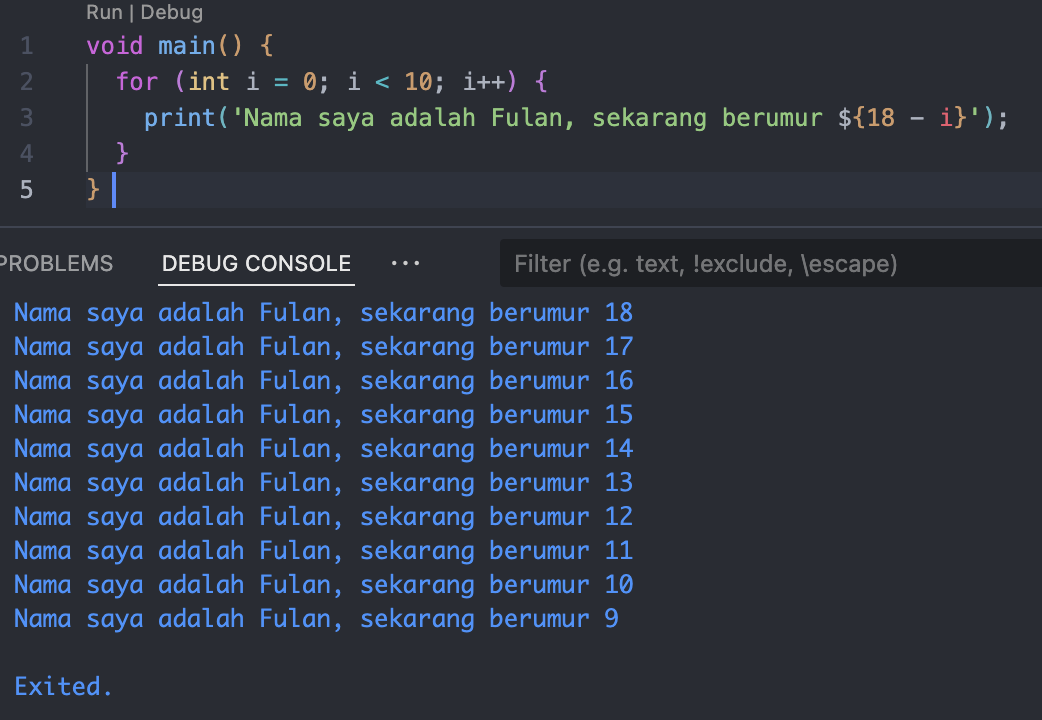 Run | Debug
1 void main() {
2 for (int i = 0; i < 10; i++) {
3 print('Nama saya adalah Fulan, sekarang berumur ${18 - i}');
4 }
5 }
PROBLEMS DEBUG CONSOLE ··· Filter (e.g. text, !exclude, \escape)
Nama saya adalah Fulan, sekarang berumur 18
Nama saya adalah Fulan, sekarang berumur 17
Nama saya adalah Fulan, sekarang berumur 16
Nama saya adalah Fulan, sekarang berumur 15
Nama saya adalah Fulan, sekarang berumur 14
Nama saya adalah Fulan, sekarang berumur 13
Nama saya adalah Fulan, sekarang berumur 12
Nama saya adalah Fulan, sekarang berumur 11
Nama saya adalah Fulan, sekarang berumur 10
Nama saya adalah Fulan, sekarang berumur 9
Exited.